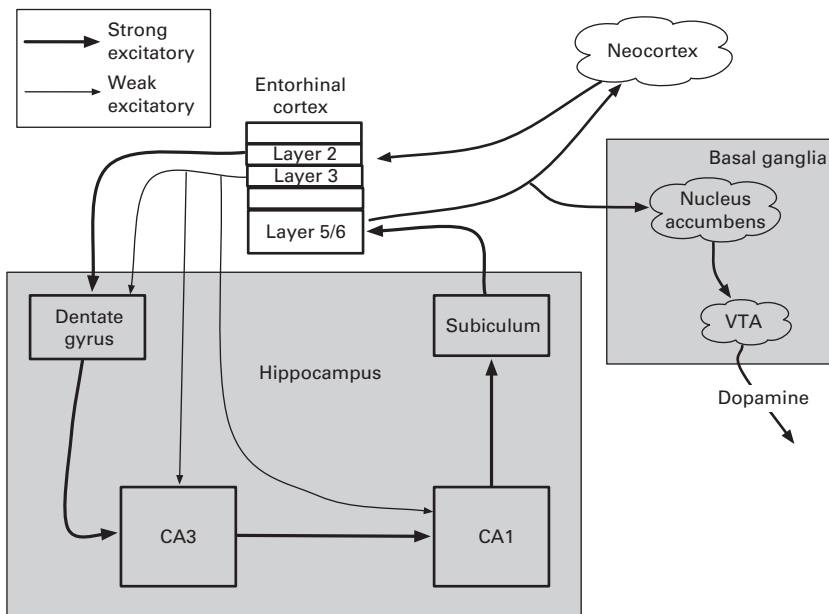 Strong
excitatory
Weak
excitatory
Entorhinal
cortex
Layer 2
Layer 3
Layer 5/6
Neocortex
Basal ganglia
Nucleus
accumbens
VTA
Dopamine
Dentate
gyrus
Subiculum
Hippocampus
CA3
CA1